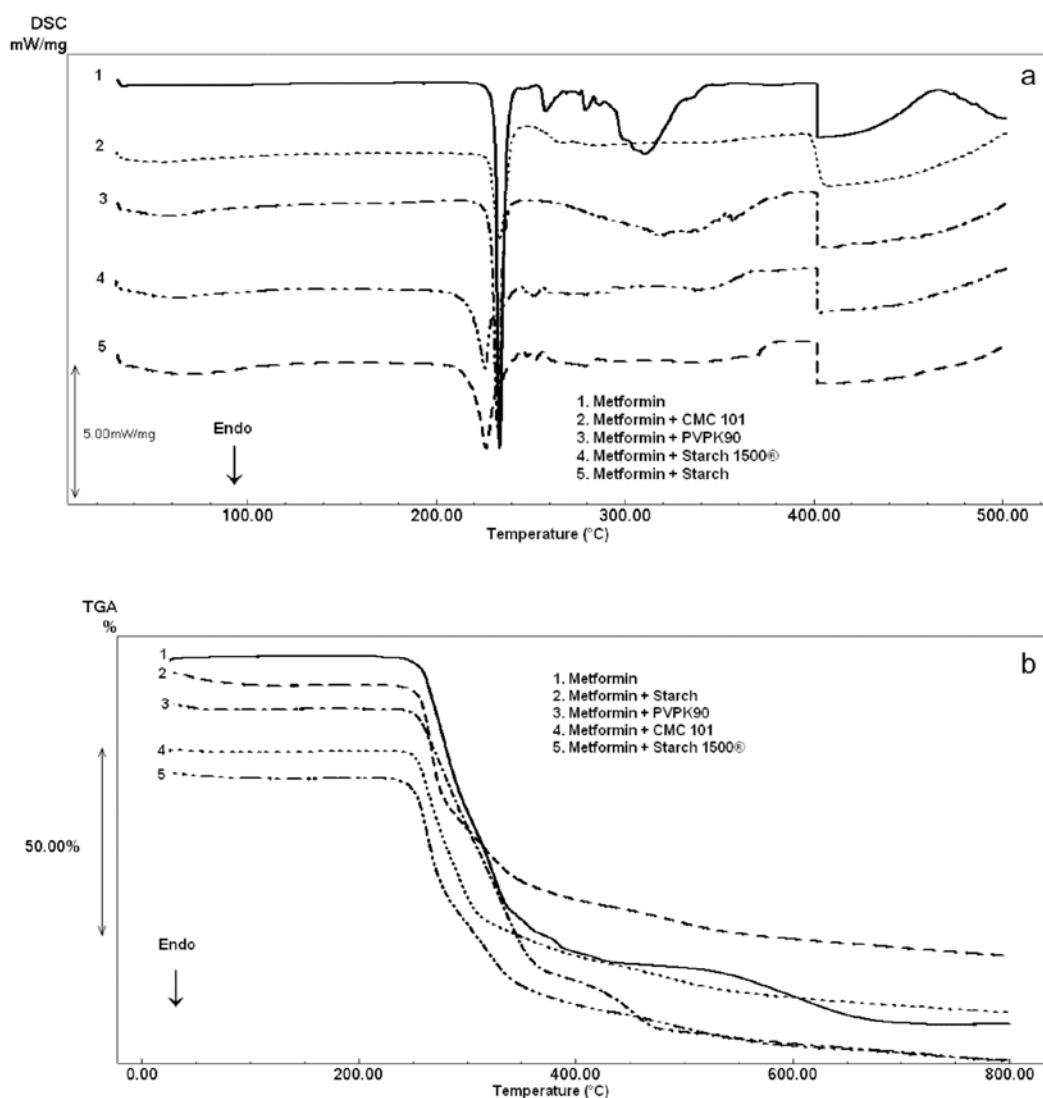 DSC
mW/mg
a
1
2
3
4
5
5.00mW/mg
Endo
1. Metformin
2. Metformin + CMC 101
3. Metformin + PVPK90
4. Metformin + Starch 1500®
5. Metformin + Starch
100.00 200.00 300.00 400.00 500.00
Temperature (°C)
TGA
%
b
1
2
3
4
5
1. Metformin
2. Metformin + Starch
3. Metformin + PVPK90
4. Metformin + CMC 101
5. Metformin + Starch 1500®
50.00%
Endo
0.00 200.00 400.00 600.00 800.00
Temperature (°C)